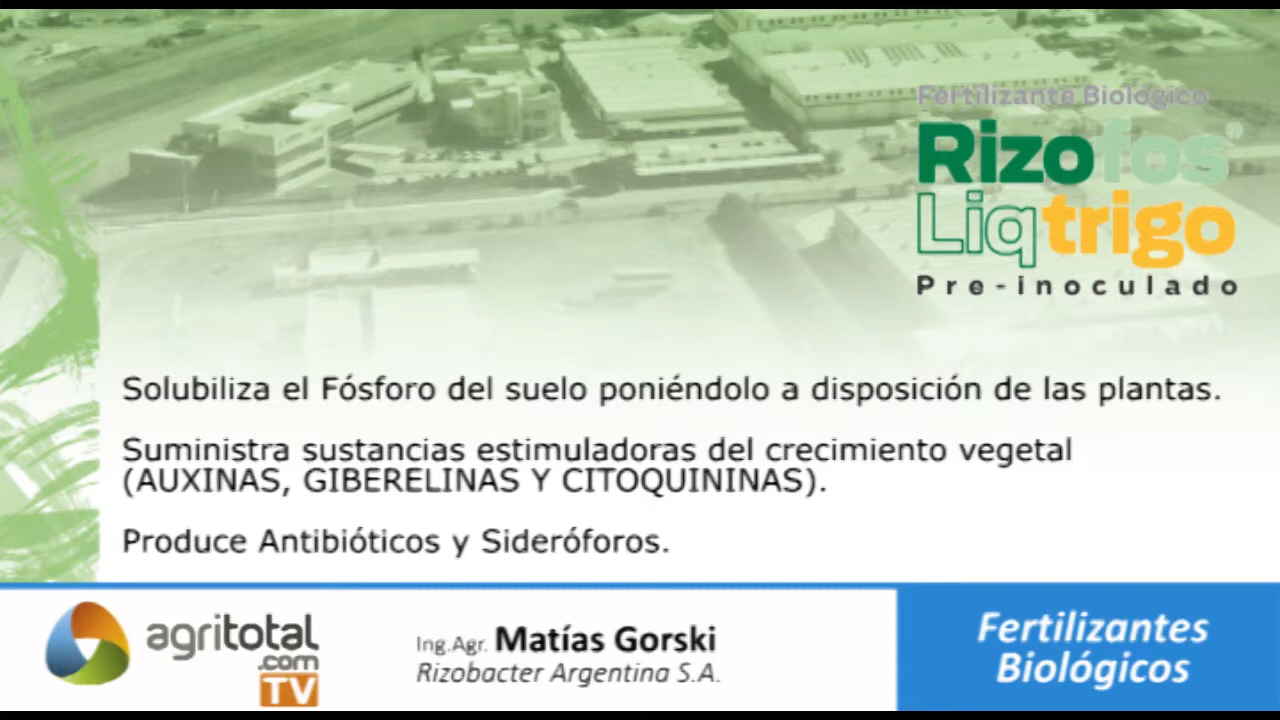 Fertilizante Biológico
Rizofos®
Liqtrigo
Pre-inoculado
Solubiliza el Fósforo del suelo poniéndolo a disposición de las plantas.
Suministra sustancias estimuladoras del crecimiento vegetal
(AUXINAS, GIBERELINAS Y CITOQUININAS).
Produce Antibióticos y Sideróforos.
agritotal
.com
TV
Ing.Agr. Matías Gorski
Rizobacter Argentina S.A.
Fertilizantes
Biológicos